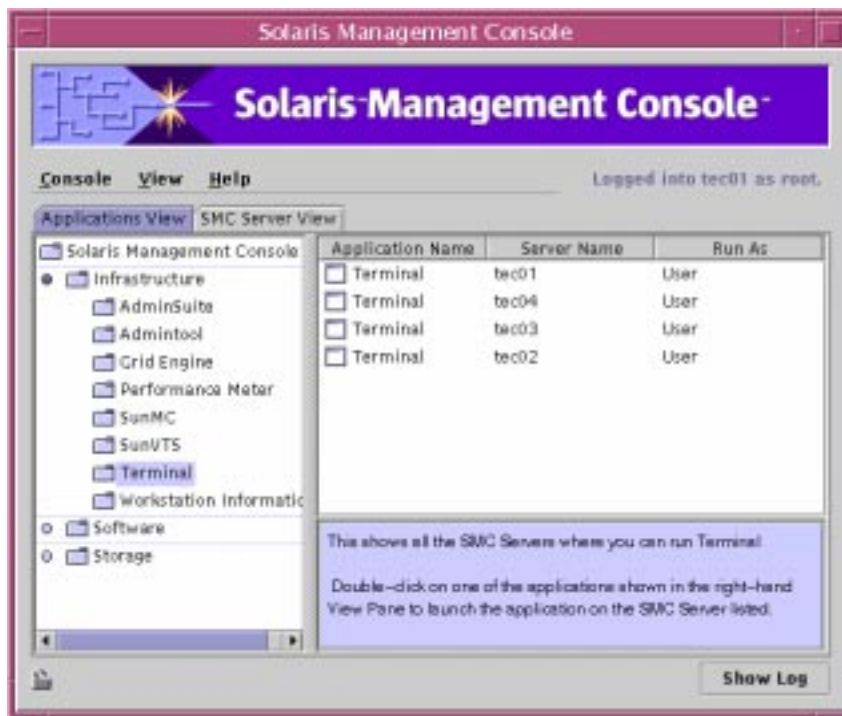 Solaris Management Console
Solaris Management Console
Console View Help
Logged into tec01 as root.
Applications View SMC Server View
Solaris Management Console
Infrastructure
AdminSuite
Admintool
Grid Engine
Performance Meter
SunMC
SunVTS
Terminal
Workstation Informatic
Software
Storage
Application Name Server Name Run As
Terminal tec01 User
Terminal tec04 User
Terminal tec03 User
Terminal tec02 User
This shows all the SMC Servers where you can run Terminal
Double-click on one of the applications shown in the right-hand
View Pane to launch the application on the SMC Server listed.
Show Log